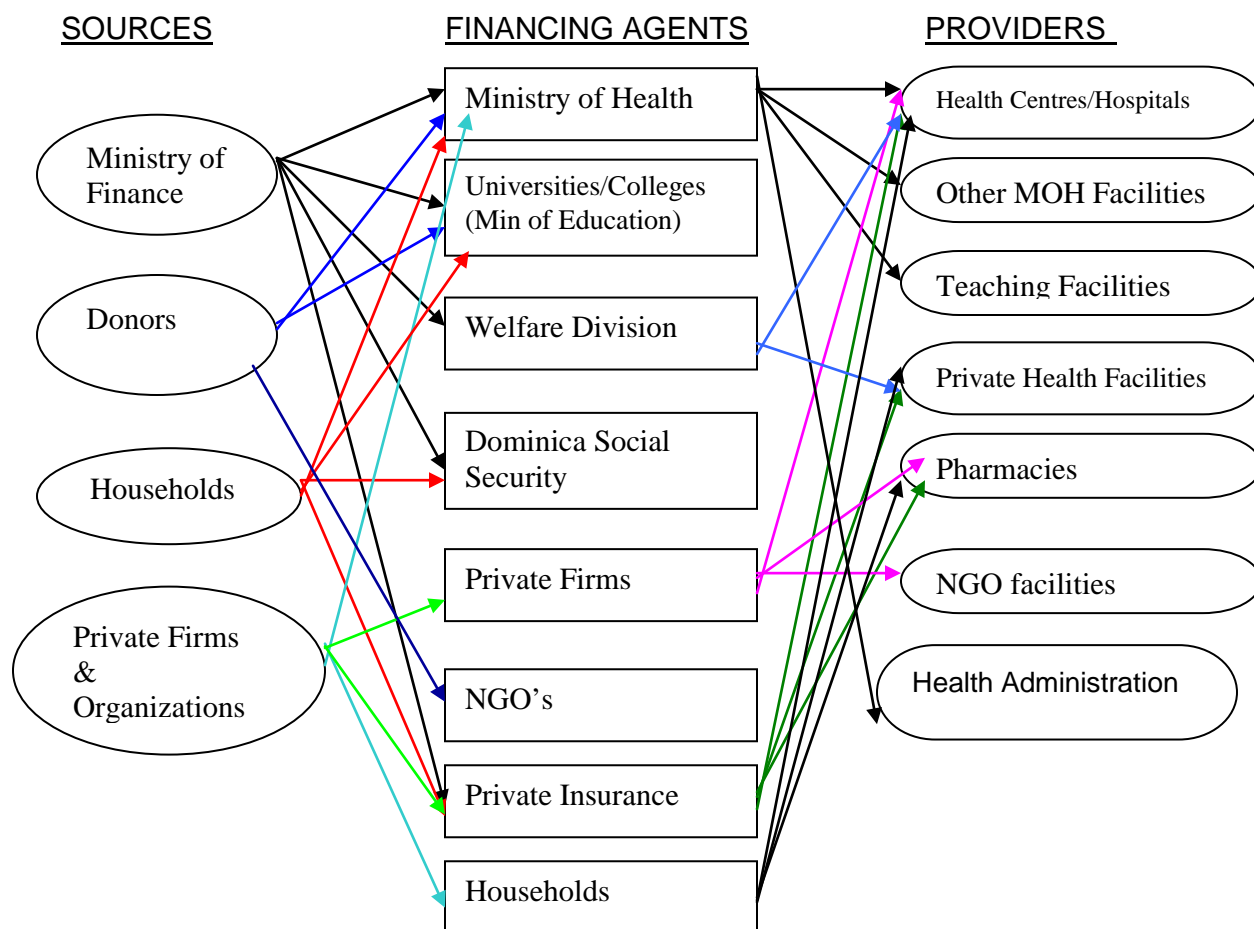 SOURCES
FINANCING AGENTS
PROVIDERS
Ministry of
Finance
Donors
Households
Private Firms
&
Organizations
Ministry of Health
Universities/Colleges
(Min of Education)
Welfare Division
Dominica Social
Security
Private Firms
NGO's
Private Insurance
Households
Health Centres/Hospitals
Other MOH Facilities
Teaching Facilities
Private Health Facilities
Pharmacies
NGO facilities
Health Administration